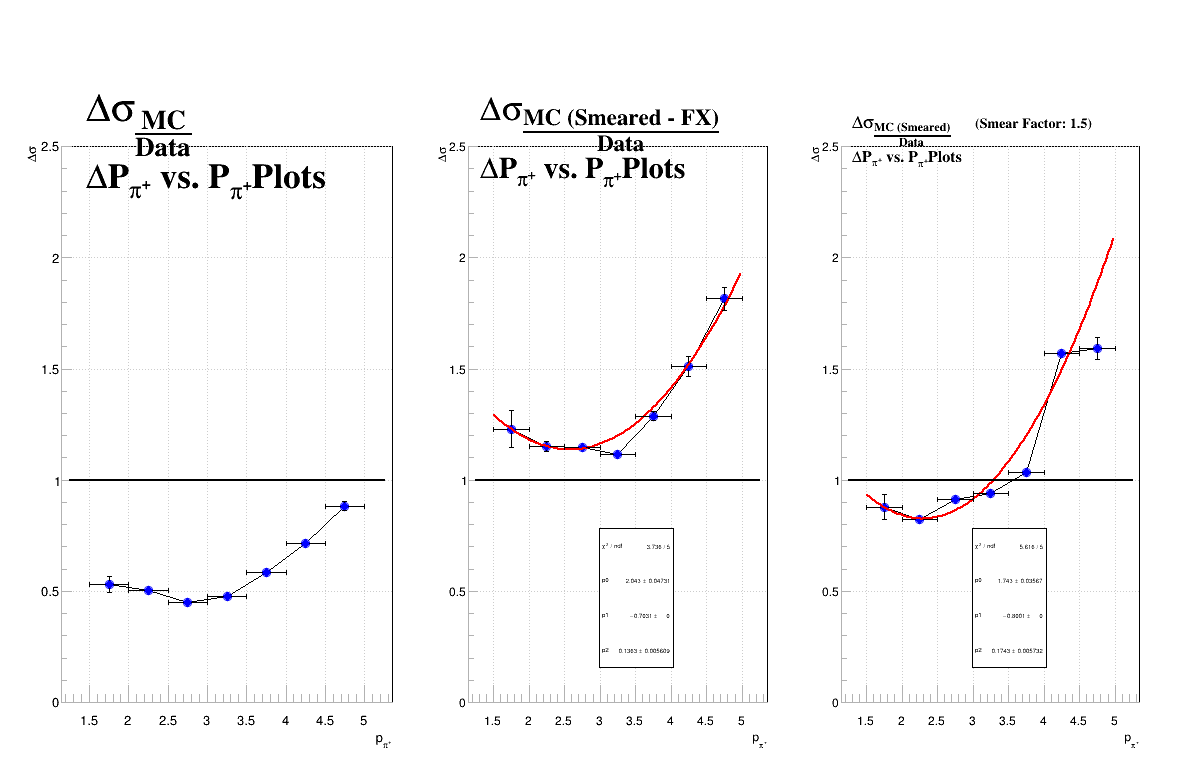 Δσ MC
Data
ΔP π+ vs. P π+ Plots
Δσ
2.5
2
1.5
1
0.5
0
1.5 2 2.5 3 3.5 4 4.5 5
p π+
Δσ MC (Smeared - FX)
Data
ΔP π+ vs. P π+ Plots
Δσ
2.5
2
1.5
1
0.5
0
χ² / ndf 3.736 / 5
p0 2.043 ± 0.04731
p1 −0.7031 ± 0
p2 0.1363 ± 0.005609
1.5 2 2.5 3 3.5 4 4.5 5
p π+
Δσ MC (Smeared) (Smear Factor: 1.5)
Data
ΔP π+ vs. P π+ Plots
Δσ
2.5
2
1.5
1
0.5
0
χ² / ndf 5.616 / 5
p0 1.743 ± 0.03567
p1 −0.8001 ± 0
p2 0.1743 ± 0.005732
1.5 2 2.5 3 3.5 4 4.5 5
p π+